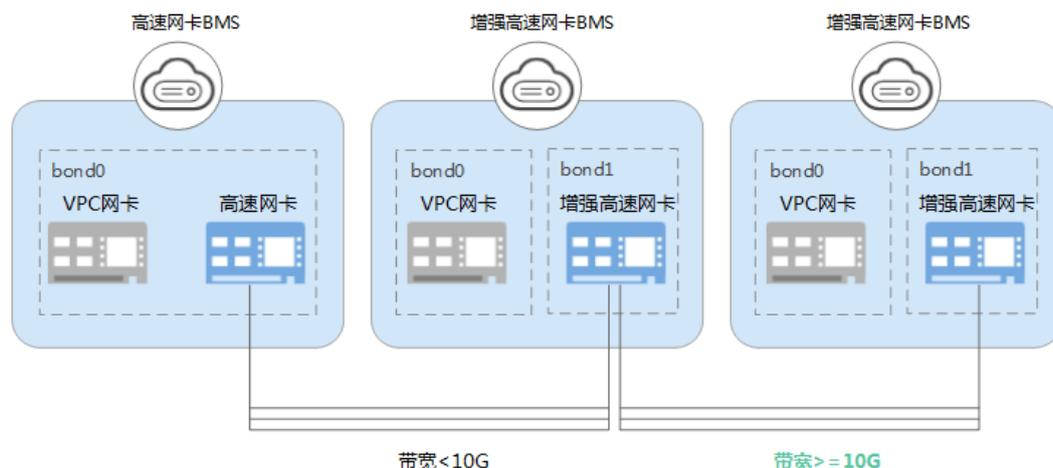 高速网卡BMS
增强高速网卡BMS
增强高速网卡BMS
bond0
VPC网卡
高速网卡
bond0
VPC网卡
bond1
增强高速网卡
bond0
VPC网卡
bond1
增强高速网卡
带宽<10G
带宽>=10G